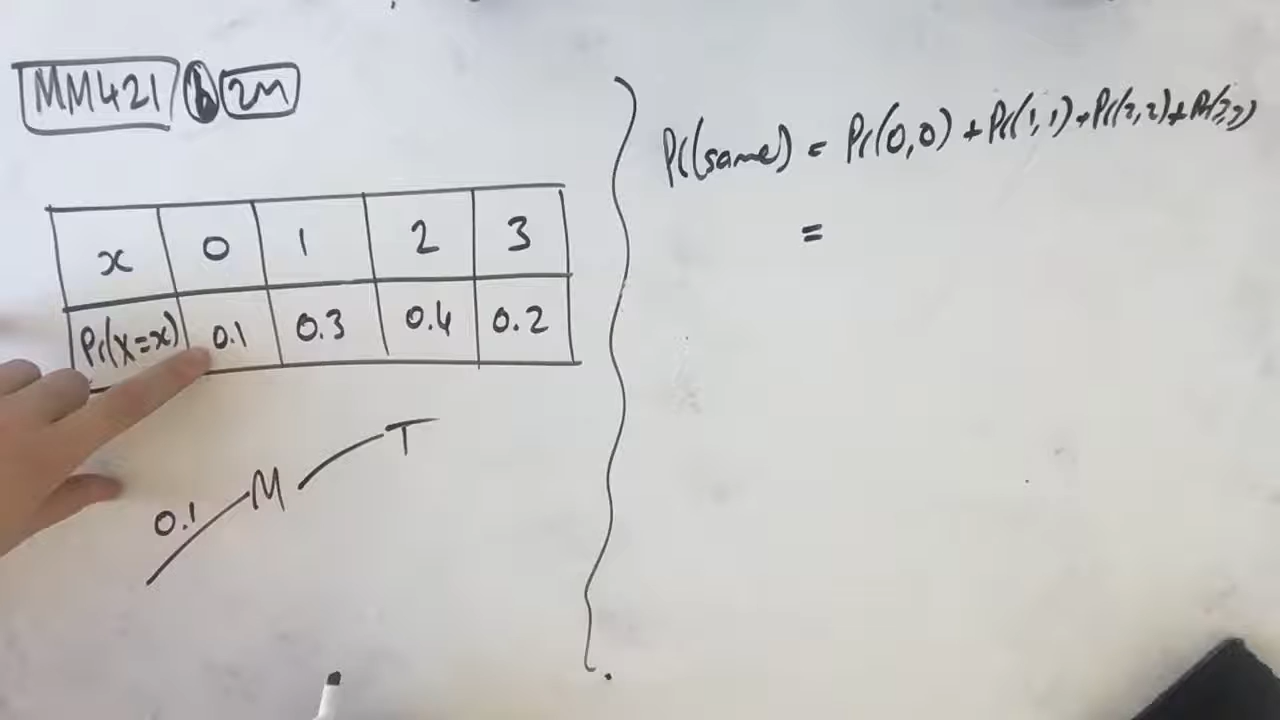 MM421 b 2M
x 0 1 2 3
Pr(X=x) 0.1 0.3 0.4 0.2
0.1 M T
Pr(same) = Pr(0,0) + Pr(1,1) + Pr(2,2) + Pr(3,3)
=